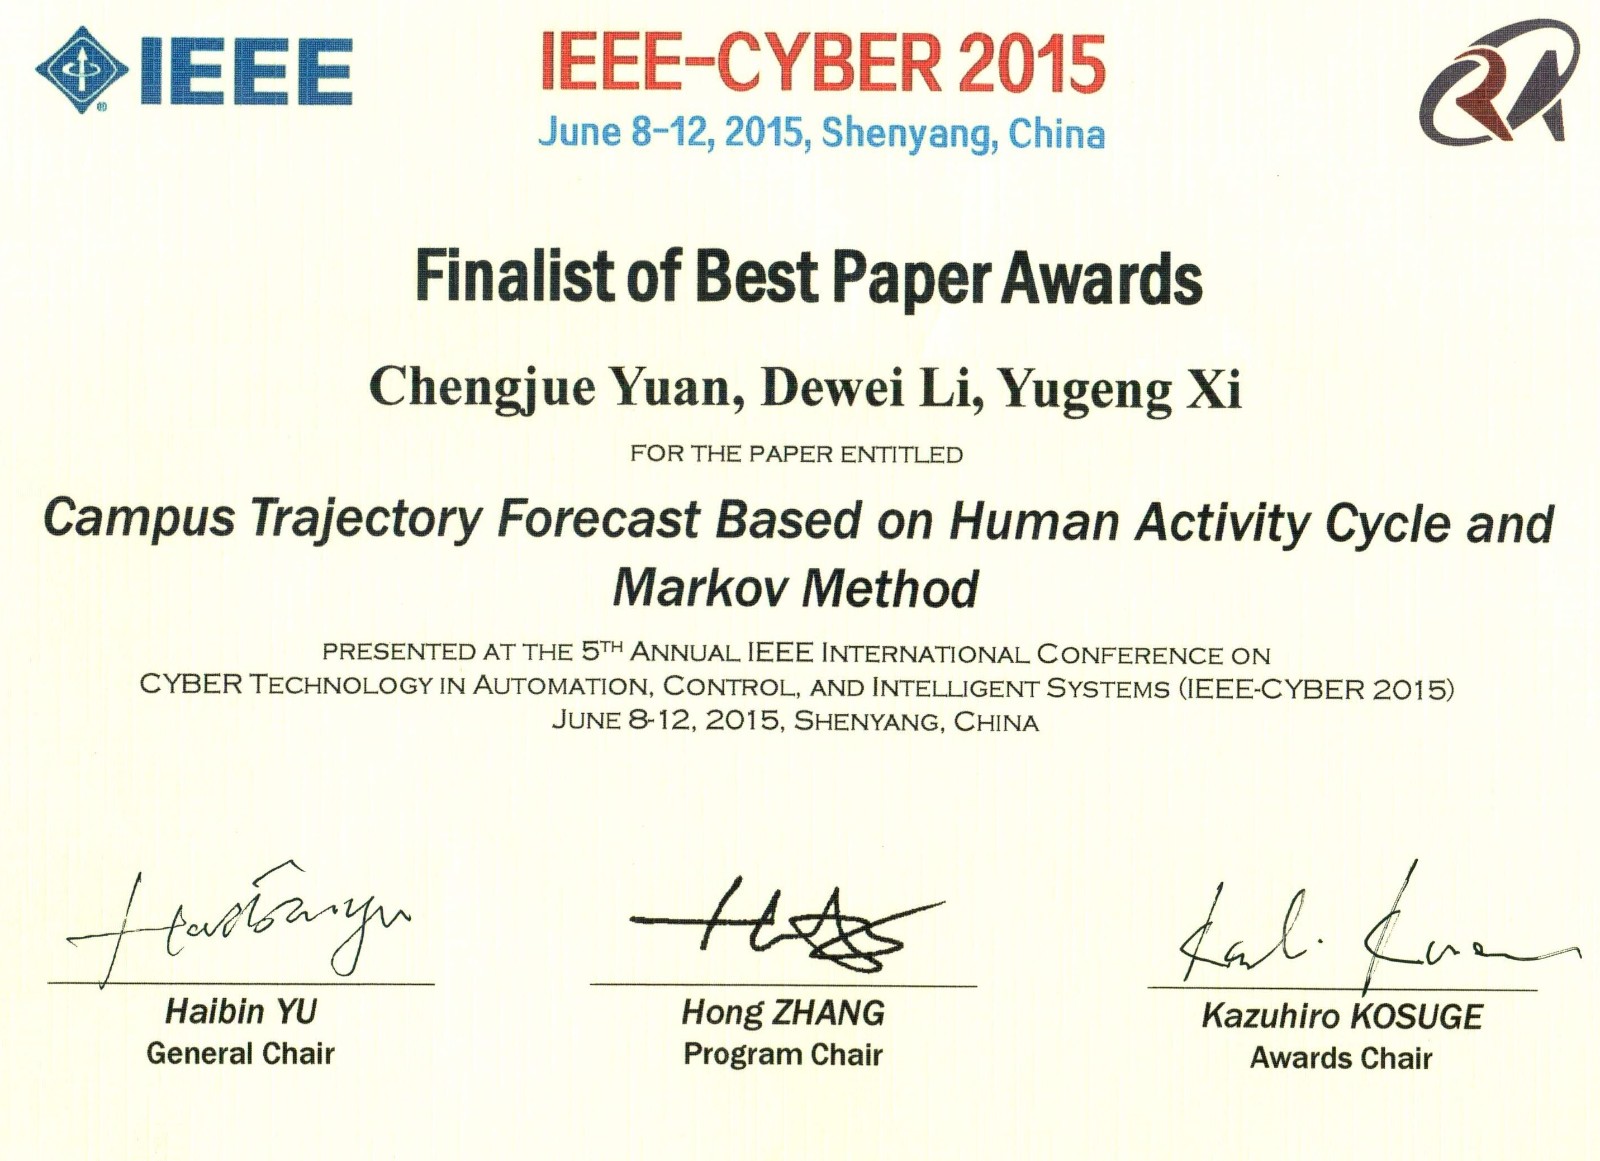 IEEE
IEEE-CYBER 2015
June 8-12, 2015, Shenyang, China
RA
Finalist of Best Paper Awards
Chengjue Yuan, Dewei Li, Yugeng Xi
FOR THE PAPER ENTITLED
Campus Trajectory Forecast Based on Human Activity Cycle and
Markov Method
PRESENTED AT THE 5TH ANNUAL IEEE INTERNATIONAL CONFERENCE ON
CYBER TECHNOLOGY IN AUTOMATION, CONTROL, AND INTELLIGENT SYSTEMS (IEEE-CYBER 2015)
JUNE 8-12, 2015, SHENYANG, CHINA
Haibin YU
General Chair
Hong ZHANG
Program Chair
Kazuhiro KOSUGE
Awards Chair